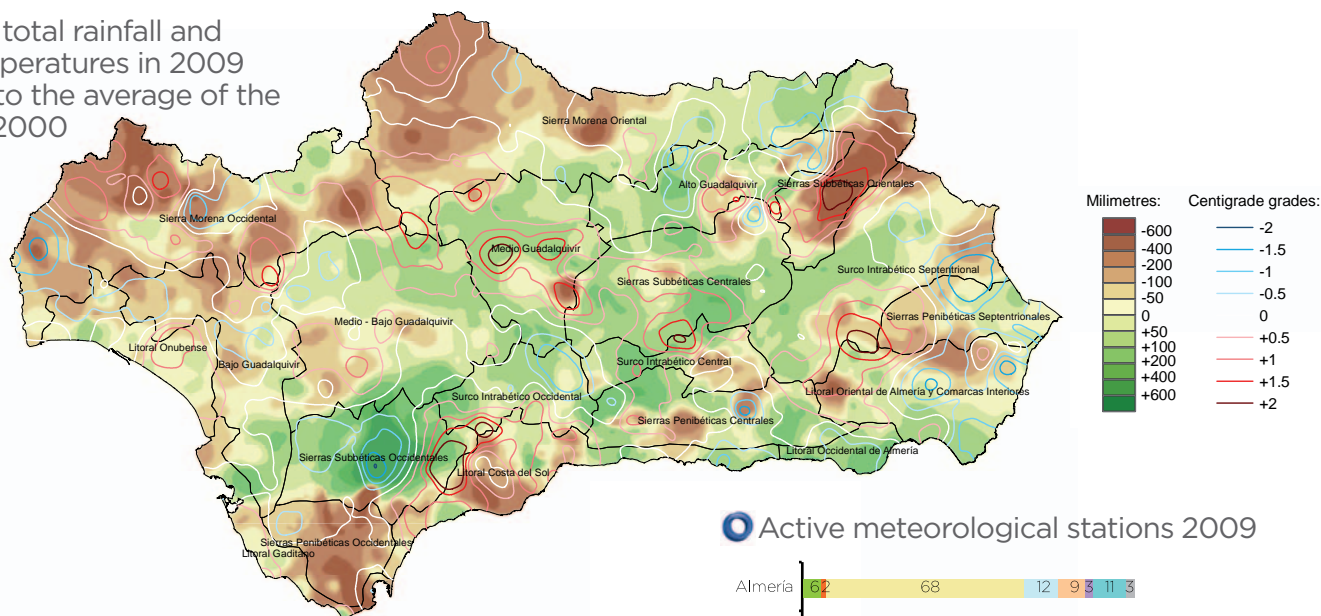 total rainfall and
peratures in 2009
to the average of the
2000
Sierra Morena Oriental
Alto Guadalquivir
Sierras Subbéticas Orientales
Sierra Morena Occidental
Medio Guadalquivir
Surco Intrabético Septentrional
Sierras Subbéticas Centrales
Sierras Penibéticas Septentrionales
Medio - Bajo Guadalquivir
Litoral Onubense
Bajo Guadalquivir
Surco Intrabético Central
Surco Intrabético Occidental
Litoral Oriental de Almería y Comarcas Interiores
Sierras Penibéticas Centrales
Litoral Occidental de Almería
Sierras Subbéticas Occidentales
Litoral Costa del Sol
Sierras Penibéticas Occidentales
Litoral Gaditano
Milimetres:
-600
-400
-200
-100
-50
0
+50
+100
+200
+400
+600
Centigrade grades:
-2
-1.5
-1
-0.5
0
+0.5
+1
+1.5
+2
Active meteorological stations 2009
Almería 6 2 68 12 9 3 11 3